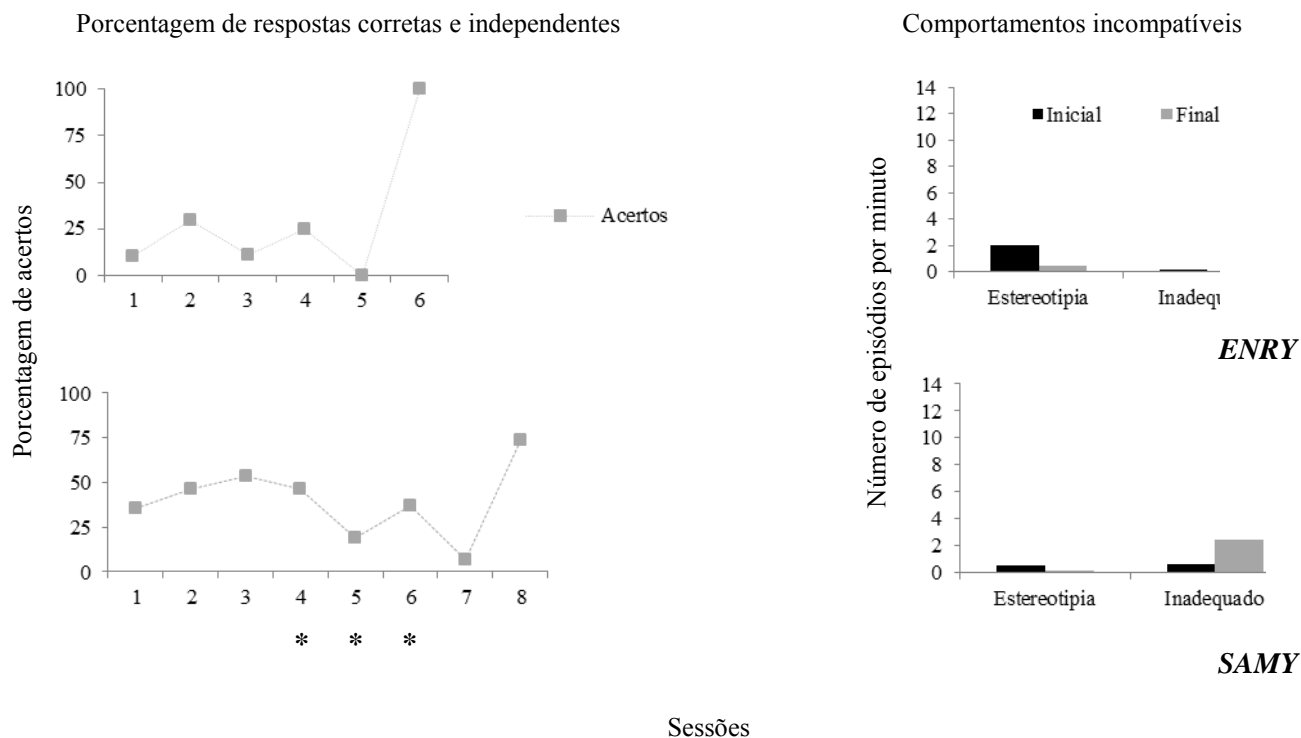 Porcentagem de respostas corretas e independentes
Comportamentos incompatíveis
Porcentagem de acertos
100
75
50
25
0
1 2 3 4 5 6
Acertos
Número de episódios por minuto
14
12
10
8
6
4
2
0
Inicial Final
Estereotipia Inadequ
ENRY
100
75
50
25
0
1 2 3 4 5 6 7 8
* * *
14
12
10
8
6
4
2
0
Estereotipia Inadequado
SAMY
Sessões